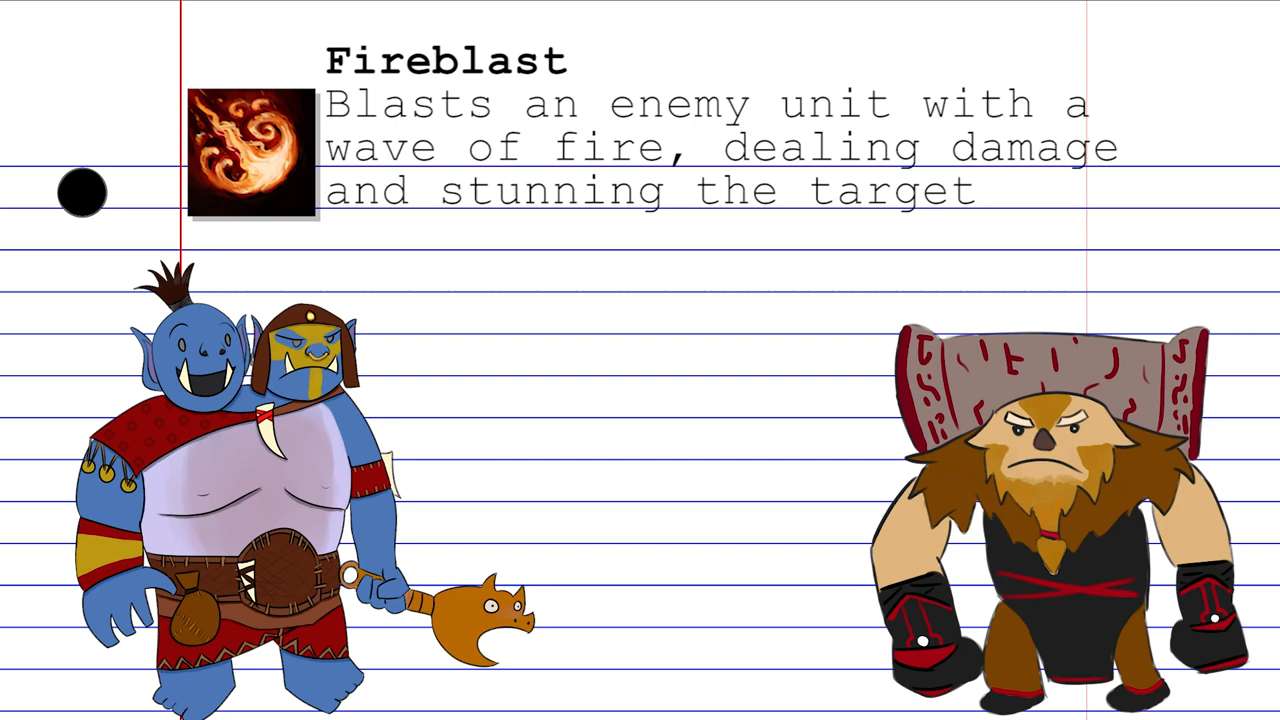 Fireblast
Blasts an enemy unit with a
wave of fire, dealing damage
and stunning the target